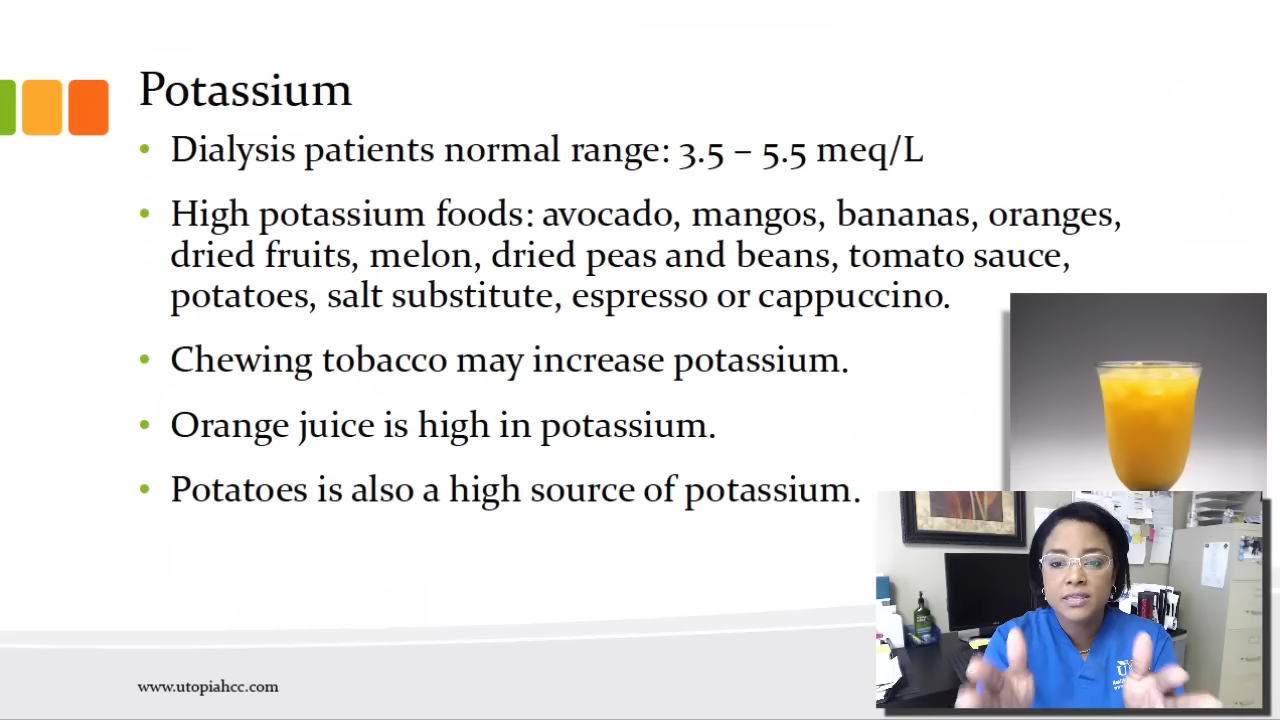 Potassium
• Dialysis patients normal range: 3.5 – 5.5 meq/L
• High potassium foods: avocado, mangos, bananas, oranges,
dried fruits, melon, dried peas and beans, tomato sauce,
potatoes, salt substitute, espresso or cappuccino.
• Chewing tobacco may increase potassium.
• Orange juice is high in potassium.
• Potatoes is also a high source of potassium.
www.utopiahcc.com